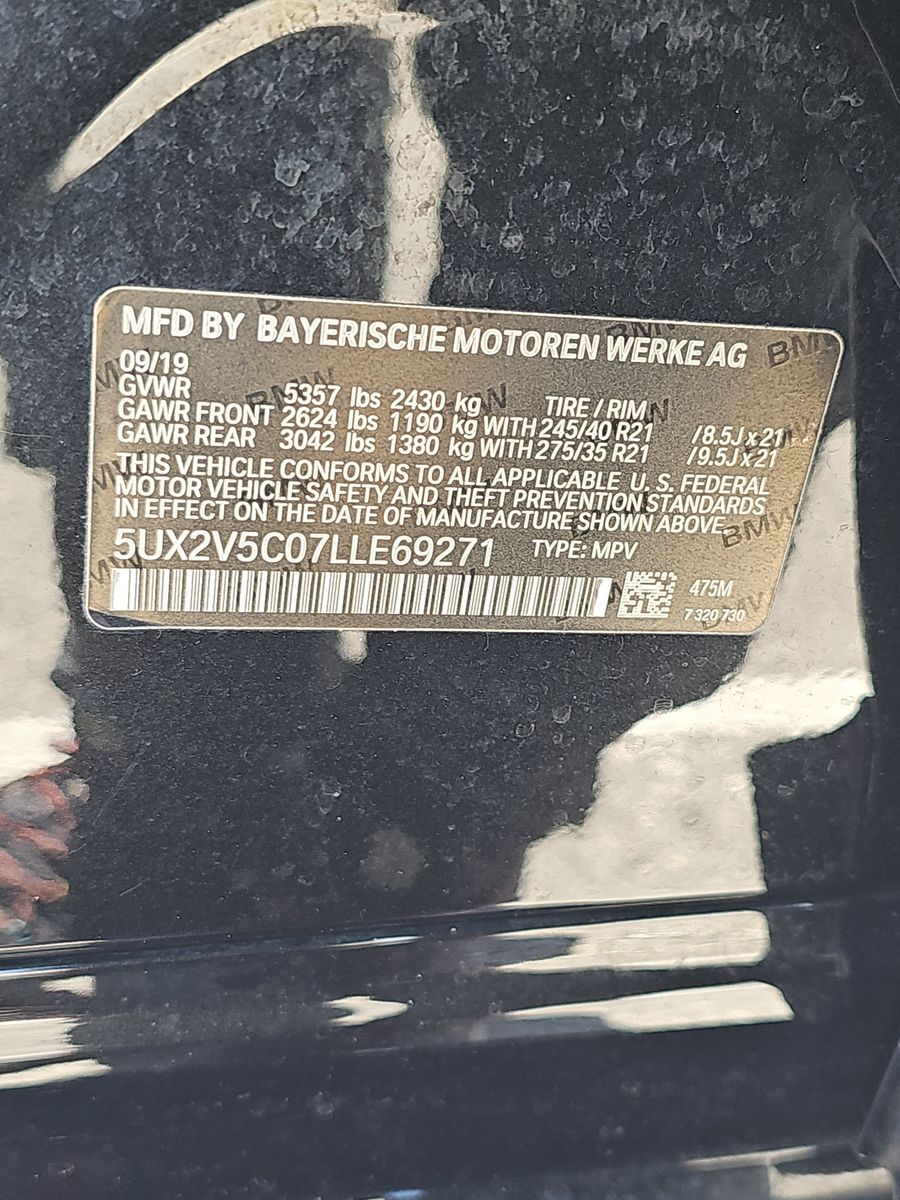 MFD BY BAYERISCHE MOTOREN WERKE AG
09/19
GVWR 5357 lbs 2430 kg TIRE / RIM
GAWR FRONT 2624 lbs 1190 kg WITH 245/40 R21 /8.5J x 21
GAWR REAR 3042 lbs 1380 kg WITH 275/35 R21 /9.5J x 21
THIS VEHICLE CONFORMS TO ALL APPLICABLE U. S. FEDERAL
MOTOR VEHICLE SAFETY AND THEFT PREVENTION STANDARDS
IN EFFECT ON THE DATE OF MANUFACTURE SHOWN ABOVE.
5UX2V5C07LLE69271 TYPE: MPV
475M
7 320 730